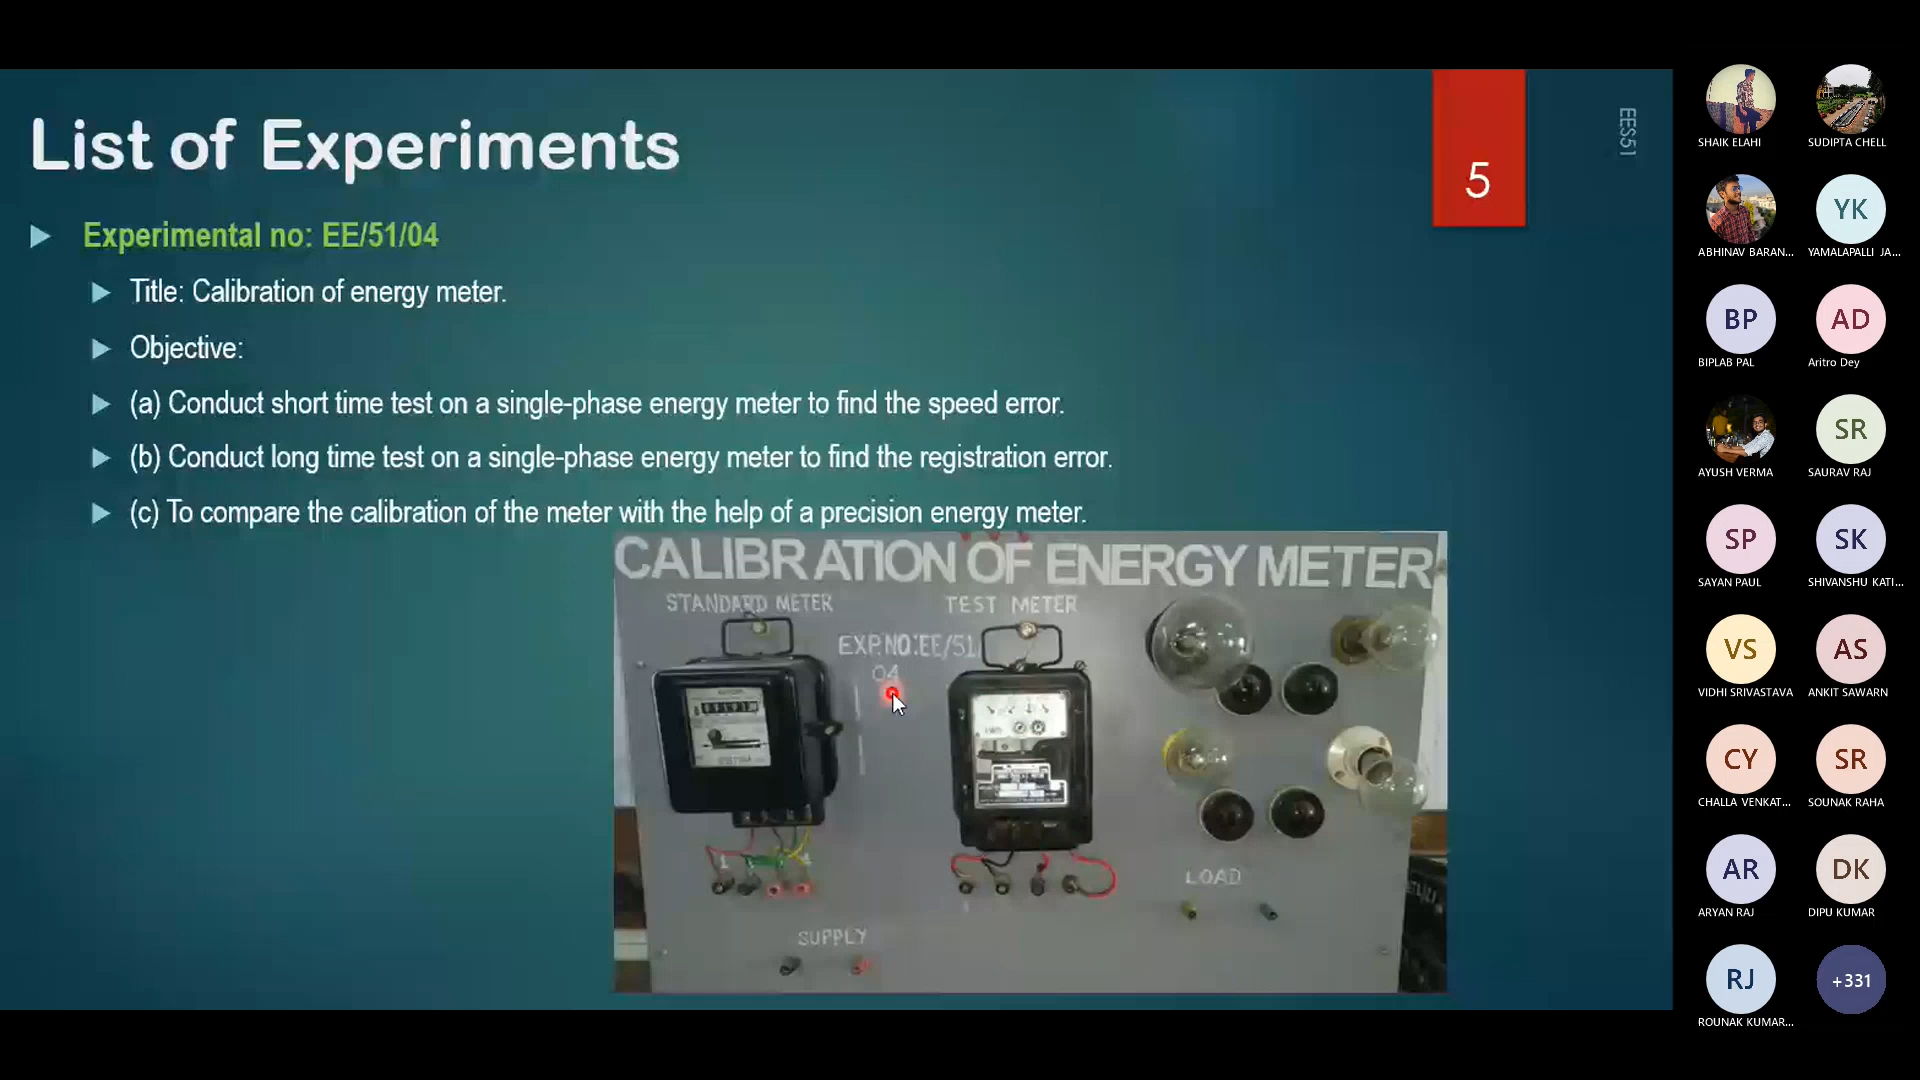 List of Experiments
5
EES51
Experimental no: EE/51/04
Title: Calibration of energy meter.
Objective:
(a) Conduct short time test on a single-phase energy meter to find the speed error.
(b) Conduct long time test on a single-phase energy meter to find the registration error.
(c) To compare the calibration of the meter with the help of a precision energy meter.
CALIBRATION OF ENERGY METER
STANDARD METER
TEST METER
EXP.NO:EE/51/
04
LOAD
SUPPLY
SHAIK ELAHI
SUDIPTA CHELL
ABHINAV BARAN...
YK
YAMALAPALLI JA...
BP
BIPLAB PAL
AD
Aritro Dey
AYUSH VERMA
SR
SAURAV RAJ
SP
SAYAN PAUL
SK
SHIVANSHU KATI...
VS
VIDHI SRIVASTAVA
AS
ANKIT SAWARN
CY
CHALLA VENKAT...
SR
SOUNAK RAHA
AR
ARYAN RAJ
DK
DIPU KUMAR
RJ
ROUNAK KUMAR...
+331